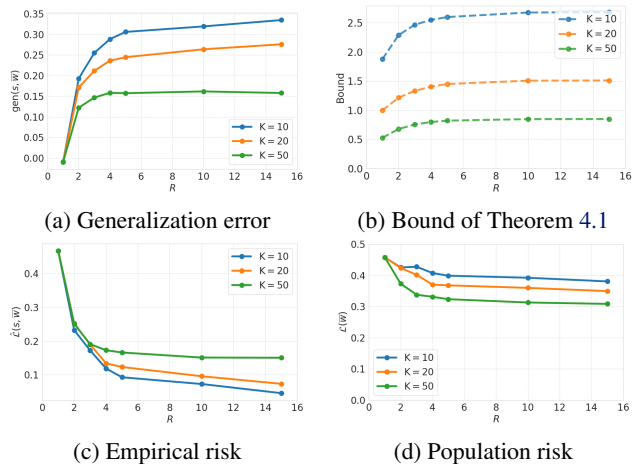 0.35
0.30
0.25
0.20
0.15
0.10
0.05
0.00
gen(s, w̅)
0 2 4 6 8 10 12 14 16
R
K = 10
K = 20
K = 50
(a) Generalization error
2.5
2.0
1.5
1.0
0.5
0.0
Bound
0 2 4 6 8 10 12 14 16
R
K = 10
K = 20
K = 50
(b) Bound of Theorem 4.1
0.4
0.3
0.2
0.1
ℒ̂(s, w̅)
0 2 4 6 8 10 12 14 16
R
K = 10
K = 20
K = 50
(c) Empirical risk
0.5
0.4
0.3
0.2
0.1
0.0
ℒ(w̅)
0 2 4 6 8 10 12 14 16
R
K = 10
K = 20
K = 50
(d) Population risk